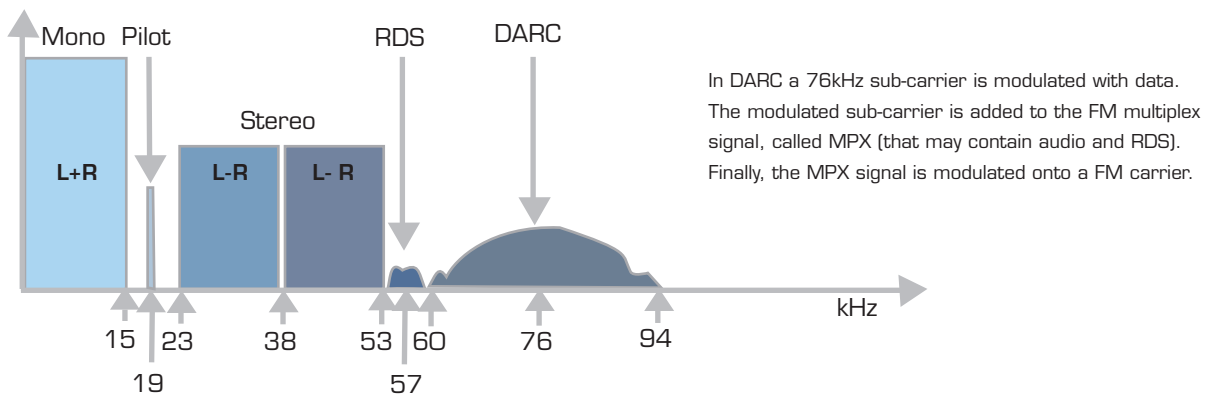 Mono Pilot RDS DARC
Stereo
L+R L-R L- R
In DARC a 76kHz sub-carrier is modulated with data.
The modulated sub-carrier is added to the FM multiplex
signal, called MPX (that may contain audio and RDS).
Finally, the MPX signal is modulated onto a FM carrier.
kHz
15 23 38 53 60 76 94
19 57